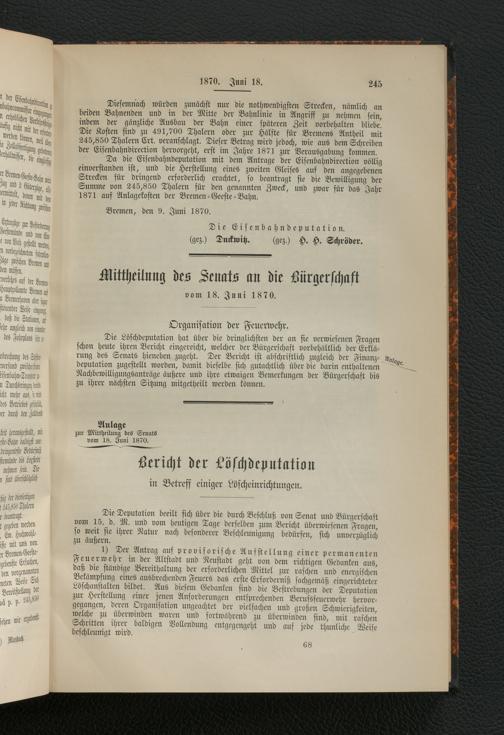 1870. Juni 18.
245
Diesemnach würden zunächst nur die nothwendigsten Strecken, nämlich an
beiden Bahnenden und in der Mitte der Bahnlinie in Angriff zu nehmen sein,
indem der gänzliche Ausbau der Bahn einer späteren Zeit vorbehalten bliebe.
Die Kosten sind zu 491,700 Thalern oder zur Hälfte für Bremens Antheil mit
245,850 Thalern Crt. veranschlagt. Dieser Betrag wird jedoch, wie aus dem Schreiben
der Eisenbahndirection hervorgeht, erst im Jahre 1871 zur Verausgabung kommen.
Da die Eisenbahndeputation mit dem Antrage der Eisenbahndirection völlig
einverstanden ist, und die Herstellung eines zweiten Gleises auf den angegebenen
Strecken für dringend erforderlich erachtet, so beantragt sie die Bewilligung der
Summe von 245,850 Thalern für den genannten Zweck, und zwar für das Jahr
1871 auf Anlagekosten der Bremen-Geeste-Bahn.
Bremen, den 9. Juni 1870.
Die Eisenbahndeputation.
(gez.) Duckwitz. (gez.) H. H. Schröder.
Mittheilung des Senats an die Bürgerschaft
vom 18. Juni 1870.
Organisation der Feuerwehr.
Die Löschdeputation hat über die dringlichsten der an sie verwiesenen Fragen
schon heute ihren Bericht eingereicht, welcher der Bürgerschaft vorbehältlich der Erklä-
rung des Senats hieneben zugeht. Der Bericht ist abschriftlich zugleich der Finanz-
deputation zugestellt worden, damit dieselbe sich gutachtlich über die darin enthaltenen
Nachbewilligungsanträge äußere und ihre etwaigen Bemerkungen der Bürgerschaft bis
zu ihrer nächsten Sitzung mitgetheilt werden können.
Anlage.
Anlage
zur Mittheilung des Senats
vom 18. Juni 1870.
Bericht der Löschdeputation
in Betreff einiger Löscheinrichtungen.
Die Deputation beeilt sich über die durch Beschluß von Senat und Bürgerschaft
vom 15. d. M. und vom heutigen Tage derselben zum Bericht überwiesenen Fragen,
so weit sie ihrer Natur nach besonderer Beschleunigung bedürfen, sich unverzüglich
zu äußern.
1) Der Antrag auf provisorische Aufstellung einer permanenten
Feuerwehr in der Altstadt und Neustadt geht von dem richtigen Gedanken aus,
daß die ständige Bereithaltung der erforderlichen Mittel zur raschen und energischen
Bekämpfung eines ausbrechenden Feuers das erste Erforderniß sachgemäß eingerichteter
Löschanstalten bildet. Aus diesem Gedanken sind die Bestrebungen der Deputation
zur Herstellung einer jenen Anforderungen entsprechenden Berufsfeuerwehr hervor-
gegangen, deren Organisation ungeachtet der vielfachen und großen Schwierigkeiten,
welche zu überwinden waren und fortwährend zu überwinden sind, mit raschen
Schritten ihrer baldigen Vollendung entgegengeht und auf jede thunliche Weise
beschleunigt wird.
68